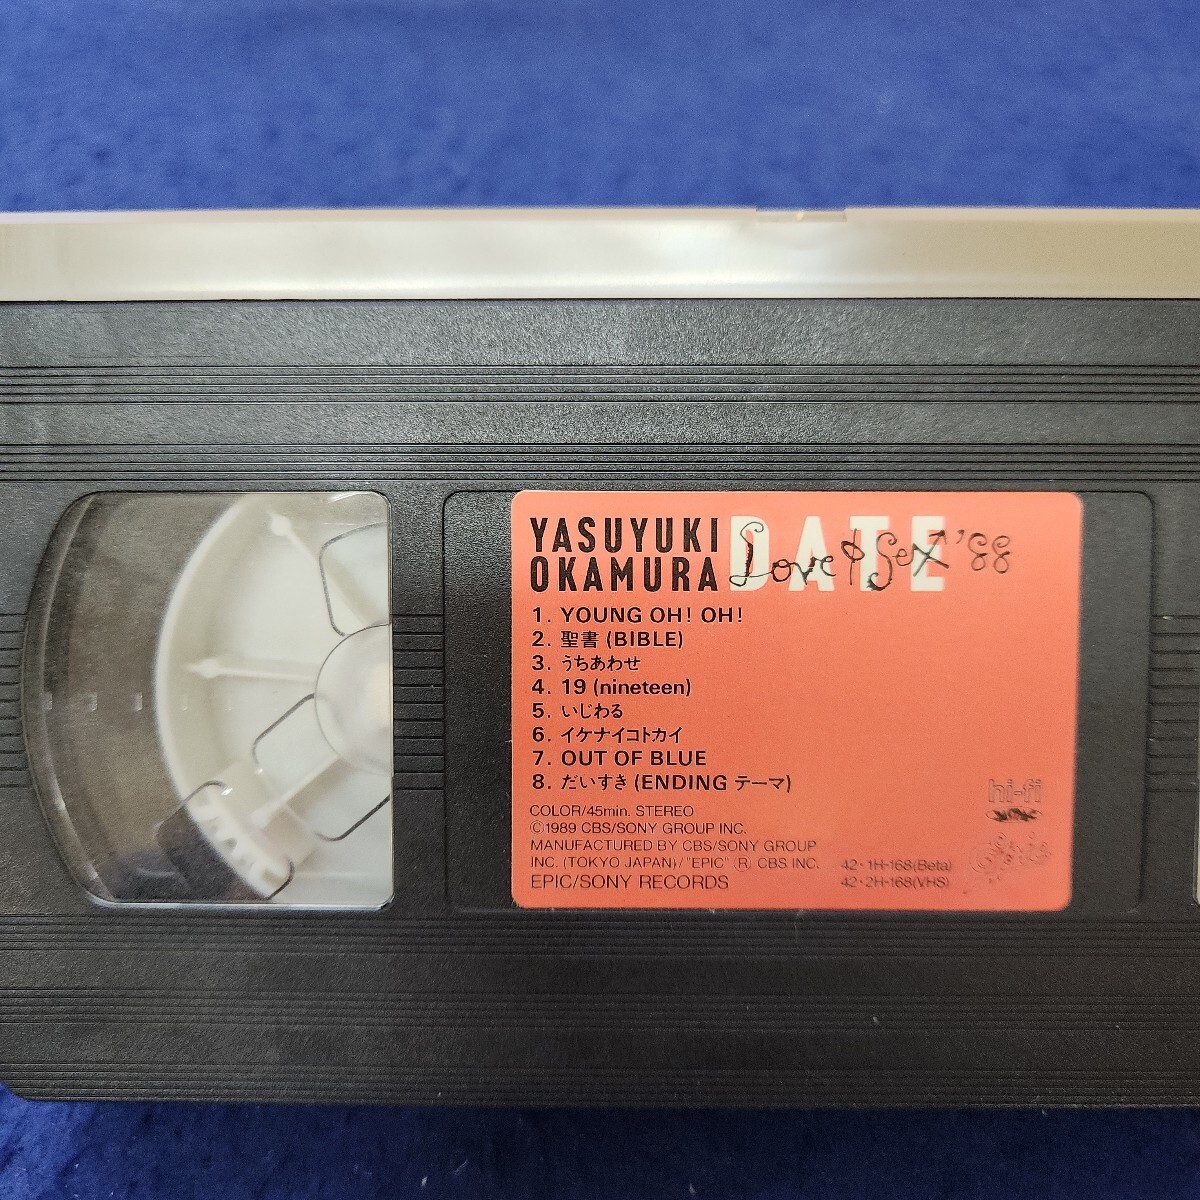 YASUYUKI
OKAMURA
DATE
Love & Sex '88
1. YOUNG OH! OH!
2. 聖書 (BIBLE)
3. うちあわせ
4. 19 (nineteen)
5. いじわる
6. イケナイコトカイ
7. OUT OF BLUE
8. だいすき (ENDING テーマ)
COLOR/45min. STEREO
©1989 CBS/SONY GROUP INC.
MANUFACTURED BY CBS/SONY GROUP
INC. (TOKYO JAPAN)/"EPIC" ® CBS INC.
EPIC/SONY RECORDS
42・1H-168(Beta)
42・2H-168(VHS)
hi-fi